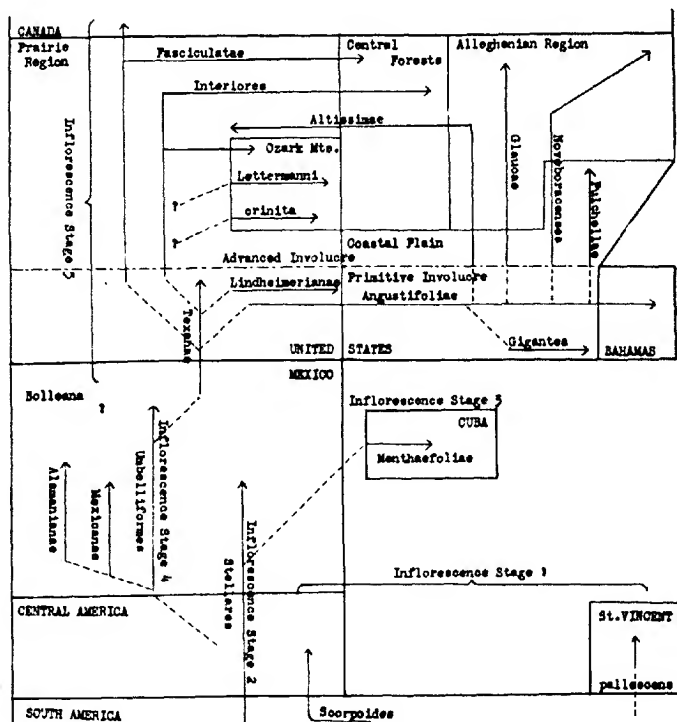 CANADA
Prairie Region
Fasciculatae
Central Forests
Alleghenian Region
Interiores
Altissimae
Ozark Mts.
Lettermanni
?
crinita
?
Inflorescence Stage 5
Glaucae
Noveboracenses
Pulchellae
Coastal Plain
Advanced Involucre
Primitive Involucre
Lindheimerianae
Angustifoliae
Texanae
Gigantea
UNITED STATES
BAHAMAS
MEXICO
Bolleana
?
Inflorescence Stage 3
CUBA
Menthaefoliae
Alamanianae
Mexicanae
Umbelliformes
Inflorescence Stage 4
Stellares
Inflorescence Stage 2
Inflorescence Stage 1
CENTRAL AMERICA
St.VINCENT
pallescens
SOUTH AMERICA
Scorpoides